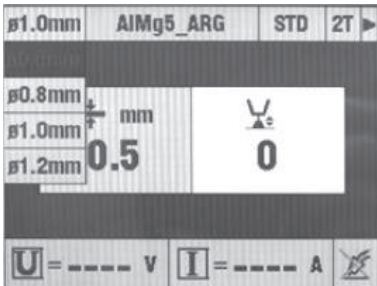 ø1.0mm AlMg5_ARG STD 2T
ø0.8mm
ø1.0mm
ø1.2mm
mm
0.5 0
U = ---- V I = ---- A